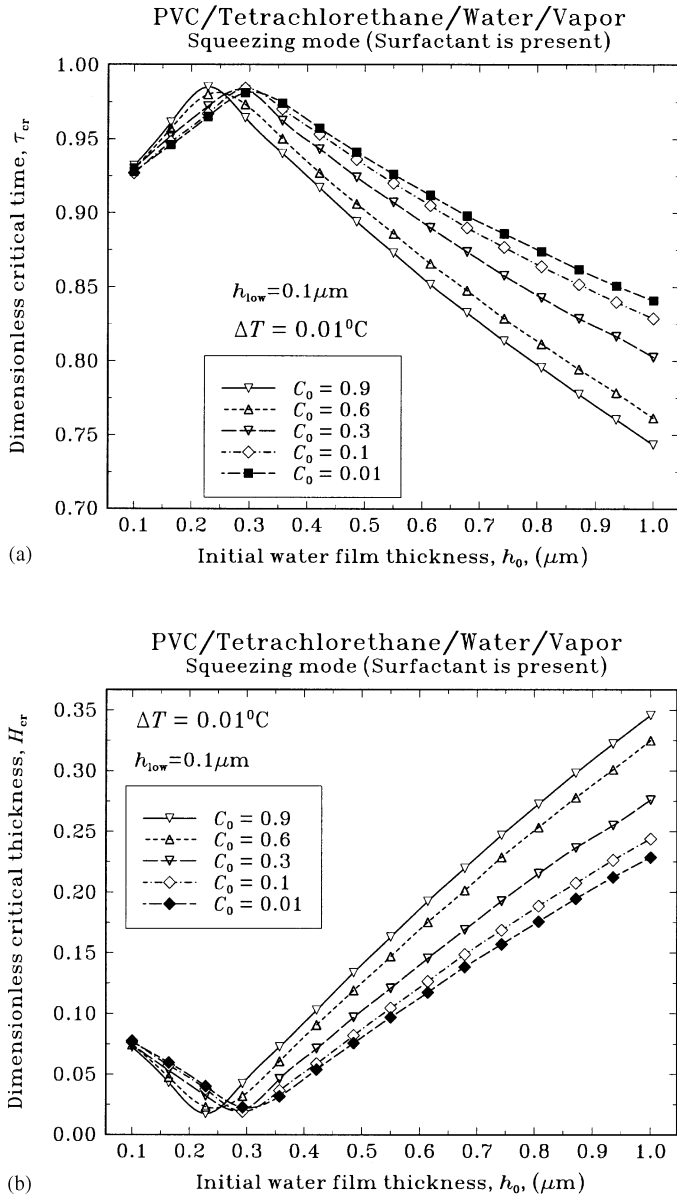 PVC/Tetrachlorethane/Water/Vapor
Squeezing mode (Surfactant is present)
1.00
0.95
0.90
0.85
0.80
0.75
0.70
Dimensionless critical time, τcr
hlow=0.1μm
ΔT = 0.01⁰C
C₀ = 0.9
C₀ = 0.6
C₀ = 0.3
C₀ = 0.1
C₀ = 0.01
0.1 0.2 0.3 0.4 0.5 0.6 0.7 0.8 0.9 1.0
(a) Initial water film thickness, h₀, (μm)
PVC/Tetrachlorethane/Water/Vapor
Squeezing mode (Surfactant is present)
0.35
0.30
0.25
0.20
0.15
0.10
0.05
0.00
Dimensionless critical thickness, Hcr
ΔT = 0.01⁰C
hlow=0.1μm
C₀ = 0.9
C₀ = 0.6
C₀ = 0.3
C₀ = 0.1
C₀ = 0.01
0.1 0.2 0.3 0.4 0.5 0.6 0.7 0.8 0.9 1.0
(b) Initial water film thickness, h₀, (μm)